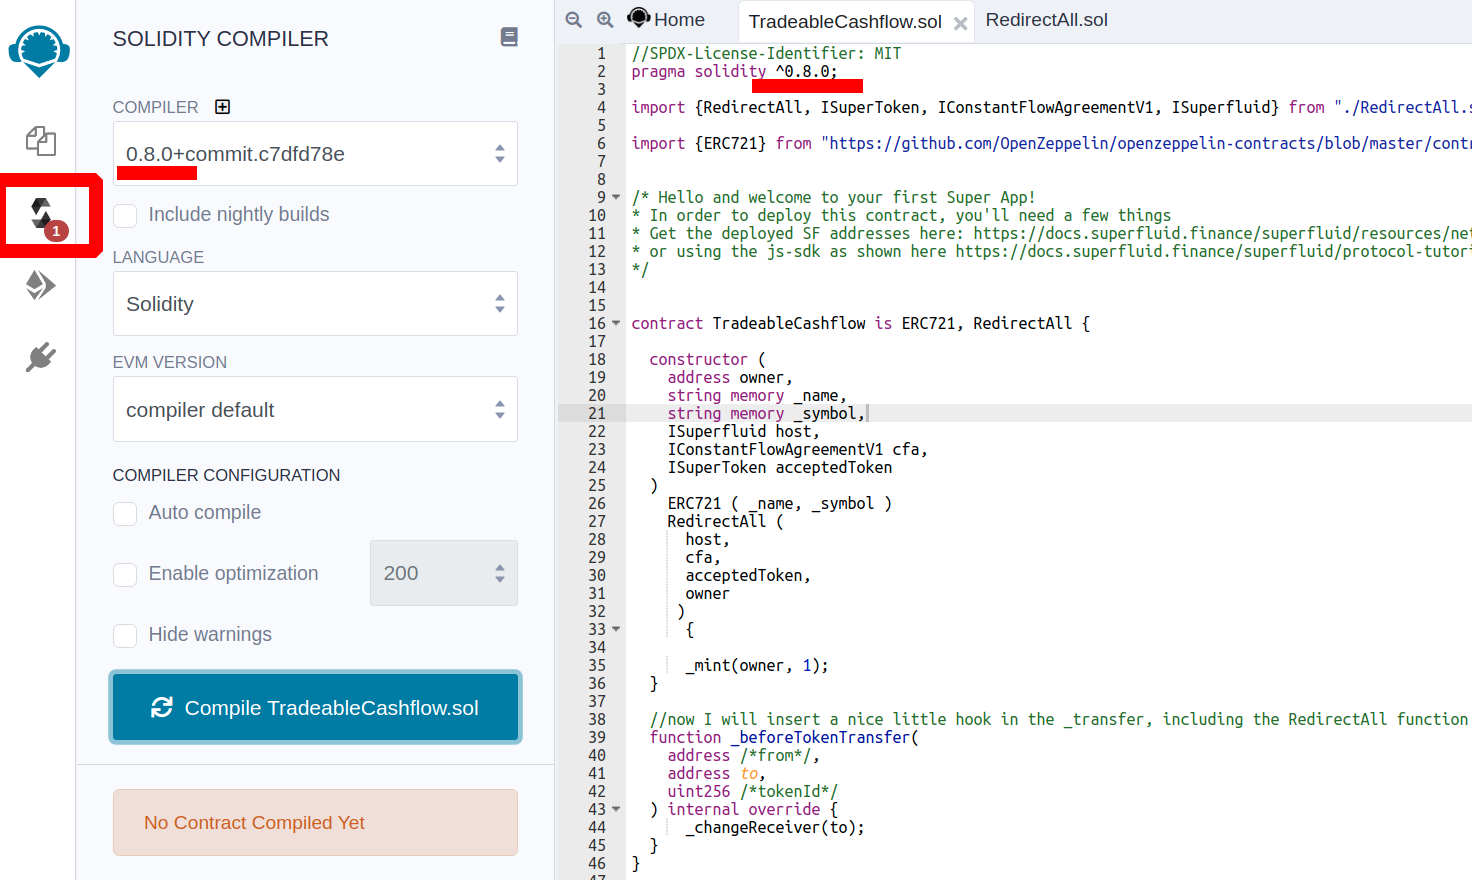 SOLIDITY COMPILER
COMPILER
0.8.0+commit.c7dfd78e
Include nightly builds
1
LANGUAGE
Solidity
EVM VERSION
compiler default
COMPILER CONFIGURATION
Auto compile
Enable optimization
200
Hide warnings
Compile TradeableCashflow.sol
No Contract Compiled Yet
Home
TradeableCashflow.sol
RedirectAll.sol
1 //SPDX-License-Identifier: MIT
2 pragma solidity ^0.8.0;
3
4 import {RedirectAll, ISuperToken, IConstantFlowAgreementV1, ISuperfluid} from "./RedirectAll.s
5
6 import {ERC721} from "https://github.com/OpenZeppelin/openzeppelin-contracts/blob/master/contr
7
8
9 /* Hello and welcome to your first Super App!
10 * In order to deploy this contract, you'll need a few things
11 * Get the deployed SF addresses here: https://docs.superfluid.finance/superfluid/resources/net
12 * or using the js-sdk as shown here https://docs.superfluid.finance/superfluid/protocol-tutori
13 */
14
15
16 contract TradeableCashflow is ERC721, RedirectAll {
17
18 constructor (
19 address owner,
20 string memory _name,
21 string memory _symbol,
22 ISuperfluid host,
23 IConstantFlowAgreementV1 cfa,
24 ISuperToken acceptedToken
25 )
26 ERC721 ( _name, _symbol )
27 RedirectAll (
28 host,
29 cfa,
30 acceptedToken,
31 owner
32 )
33 {
34
35 _mint(owner, 1);
36 }
37
38 //now I will insert a nice little hook in the _transfer, including the RedirectAll function
39 function _beforeTokenTransfer(
40 address /*from*/,
41 address to,
42 uint256 /*tokenId*/
43 ) internal override {
44 _changeReceiver(to);
45 }
46 }
47